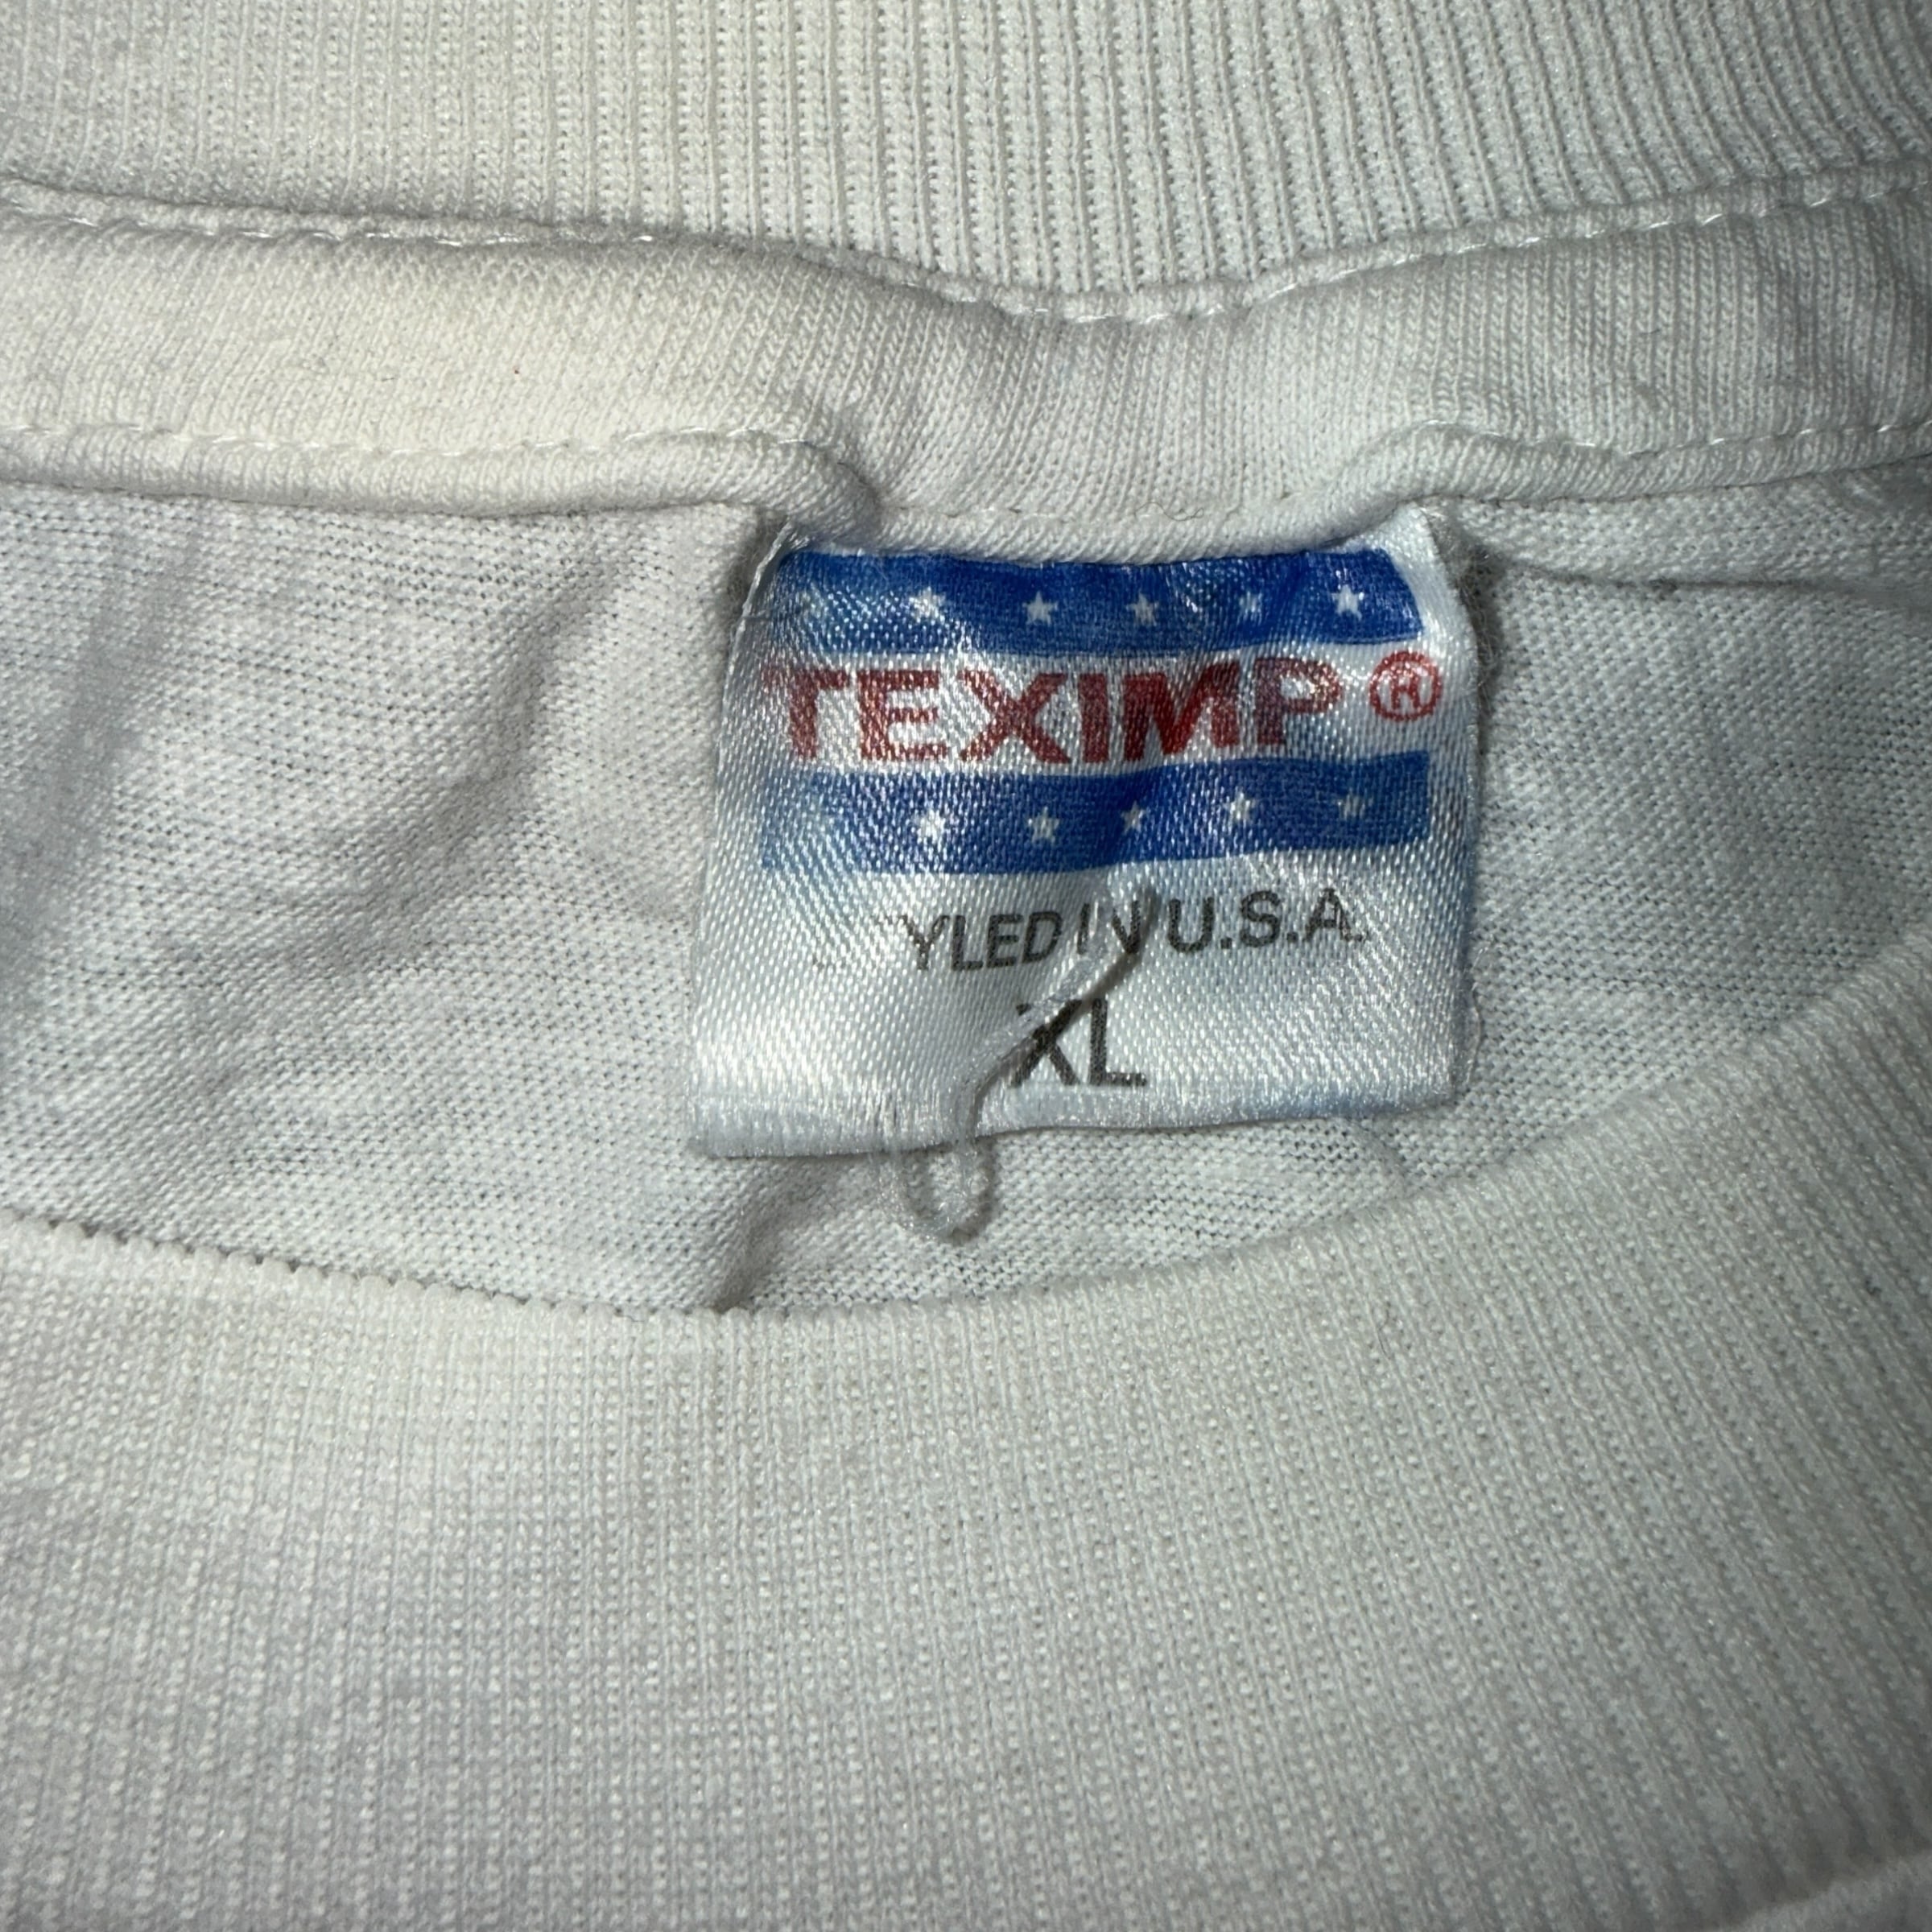 TEXIMP®
YLED IN U.S.A.
XL